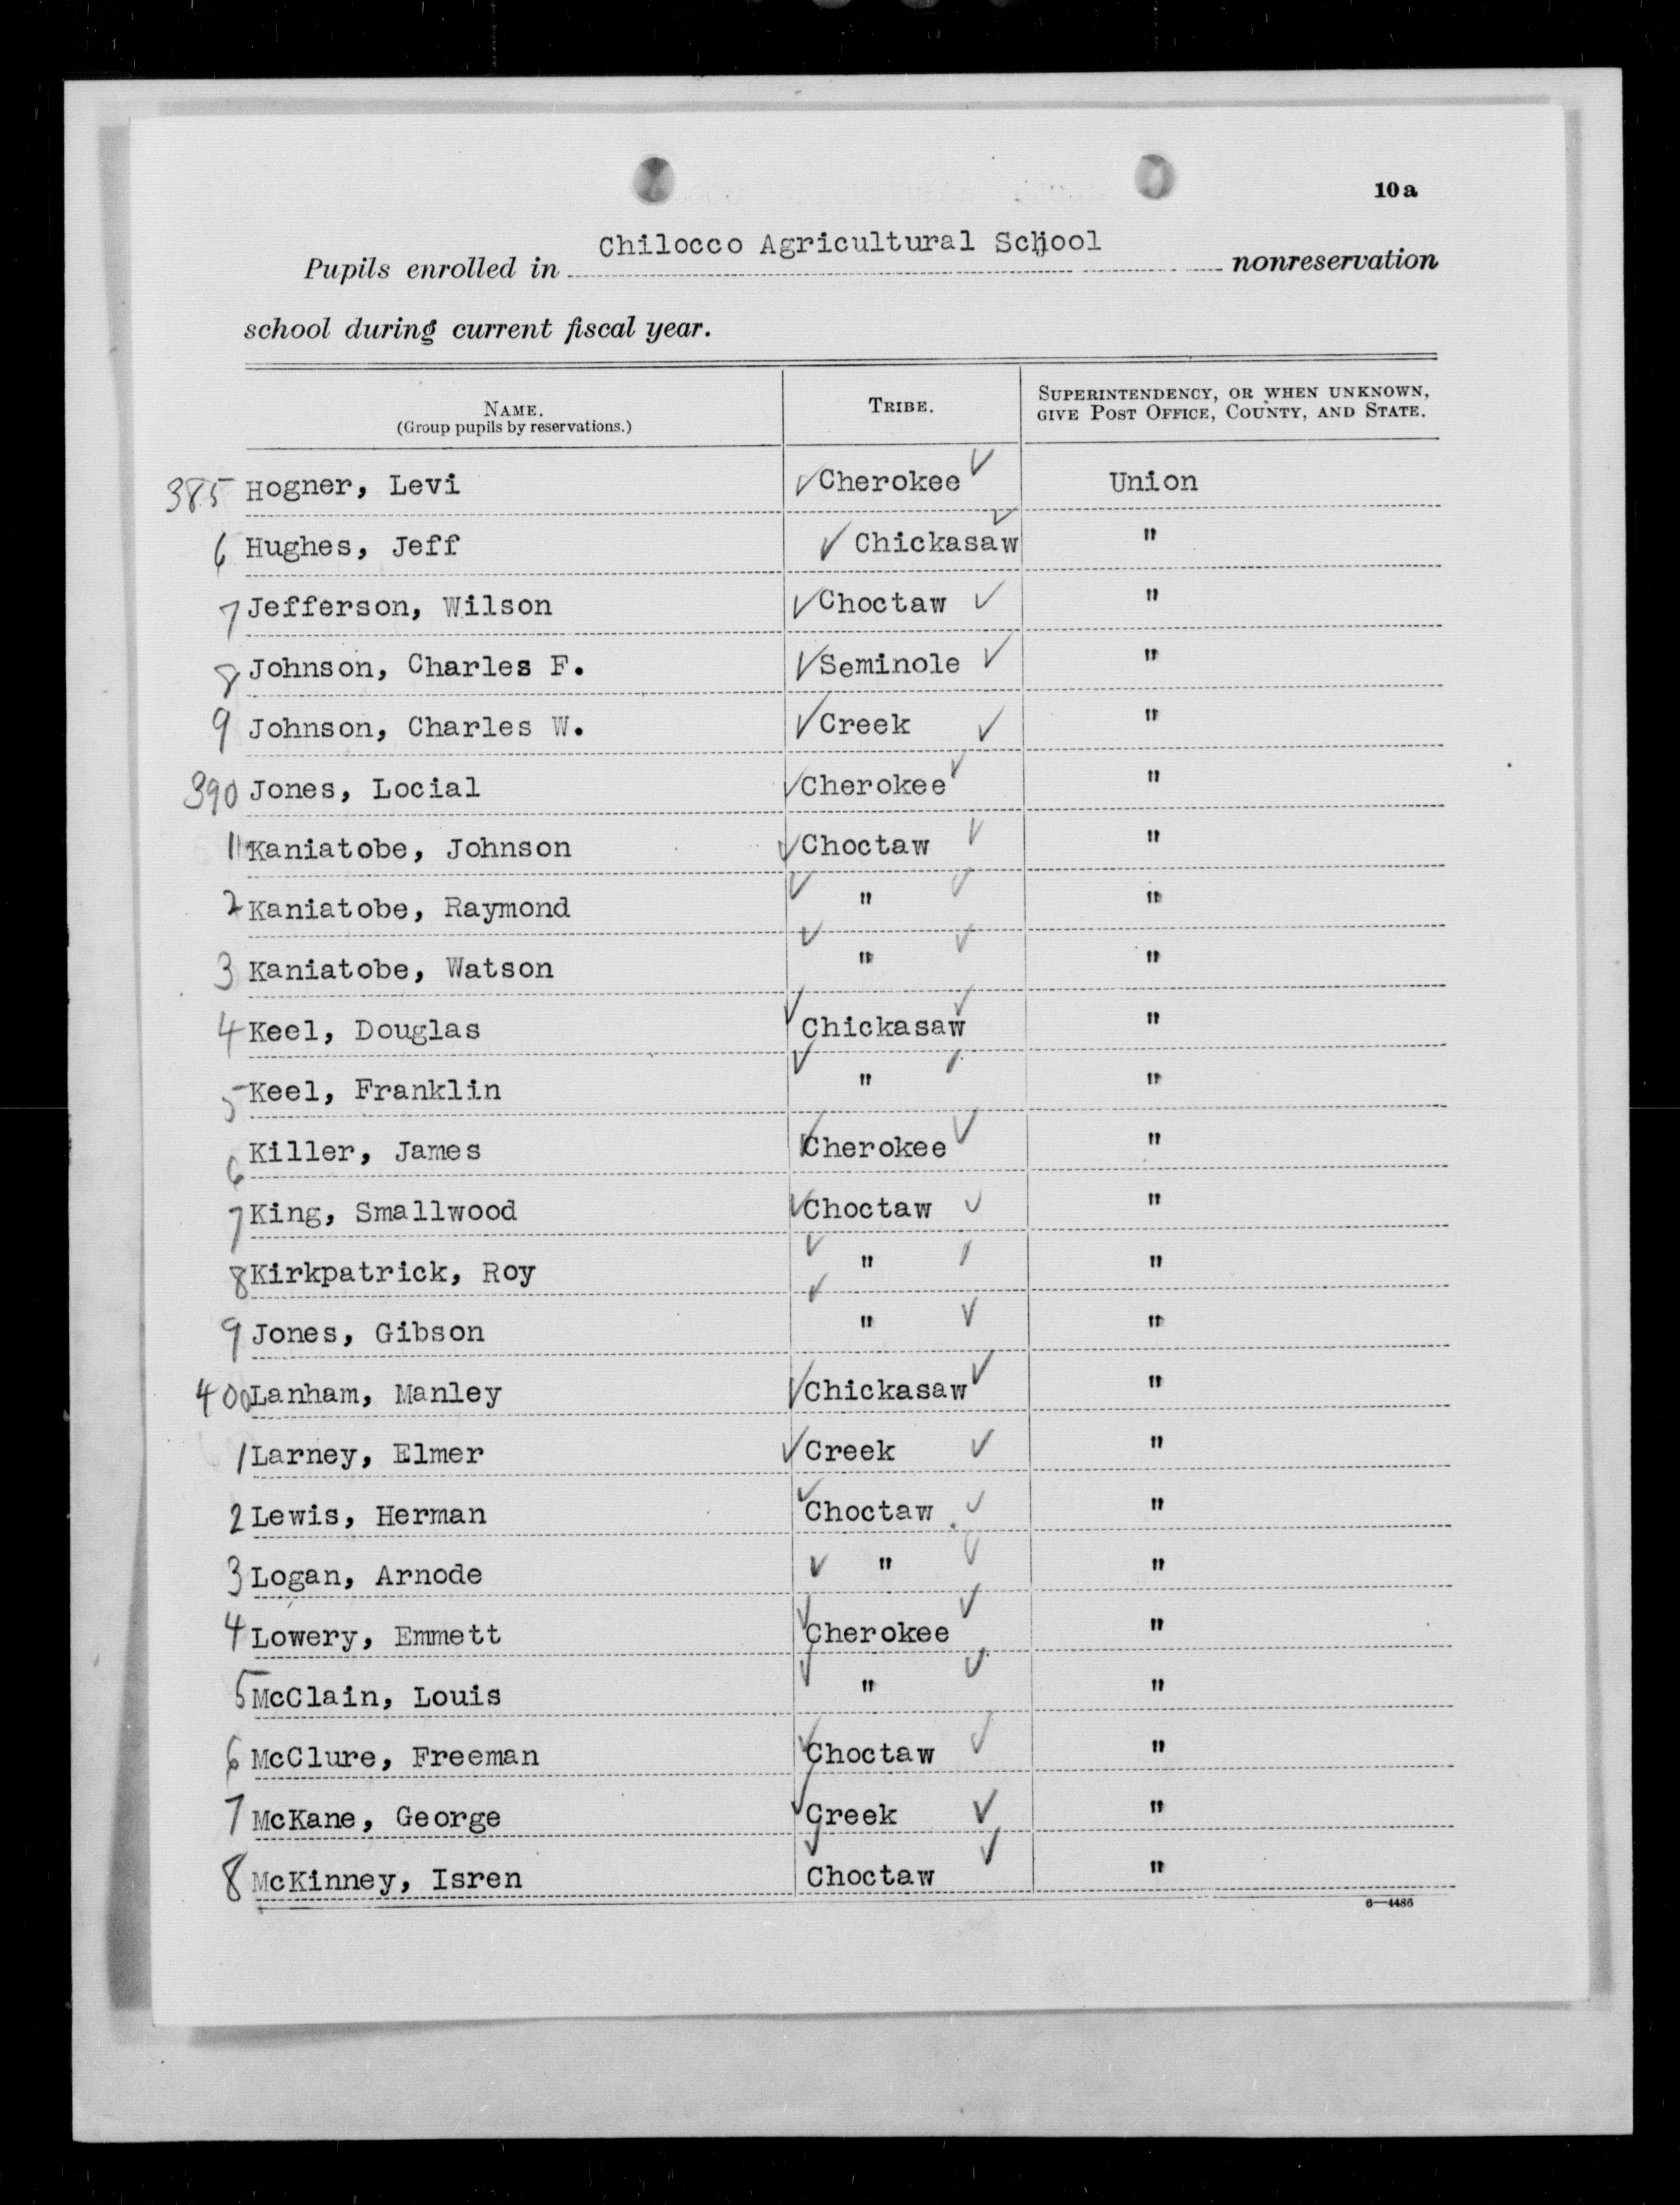 10a
Pupils enrolled in Chilocco Agricultural School nonreservation
school during current fiscal year.
NAME. (Group pupils by reservations.) TRIBE. SUPERINTENDENCY, OR WHEN UNKNOWN, GIVE POST OFFICE, COUNTY, AND STATE.
385 Hogner, Levi ✓Cherokee✓ Union
6 Hughes, Jeff ✓Chickasaw✓ "
7 Jefferson, Wilson ✓Choctaw ✓ "
8 Johnson, Charles F. ✓Seminole ✓ "
9 Johnson, Charles W. ✓Creek ✓ "
390 Jones, Locial ✓Cherokee✓ "
11 Kaniatobe, Johnson ✓Choctaw ✓ "
2 Kaniatobe, Raymond ✓ " ✓ "
3 Kaniatobe, Watson ✓ " ✓ "
4 Keel, Douglas ✓Chickasaw✓ "
5 Keel, Franklin ✓ " ✓ "
6 Killer, James ✓Cherokee✓ "
7 King, Smallwood ✓Choctaw ✓ "
8 Kirkpatrick, Roy ✓ " ✓ "
9 Jones, Gibson ✓ " ✓ "
400 Lanham, Manley ✓Chickasaw✓ "
1 Larney, Elmer ✓Creek ✓ "
2 Lewis, Herman ✓Choctaw ✓ "
3 Logan, Arnode ✓ " ✓ "
4 Lowery, Emmett ✓Cherokee ✓ "
5 McClain, Louis ✓ " ✓ "
6 McClure, Freeman ✓Choctaw ✓ "
7 McKane, George ✓Creek ✓ "
8 McKinney, Isren ✓Choctaw ✓ "
6—4486